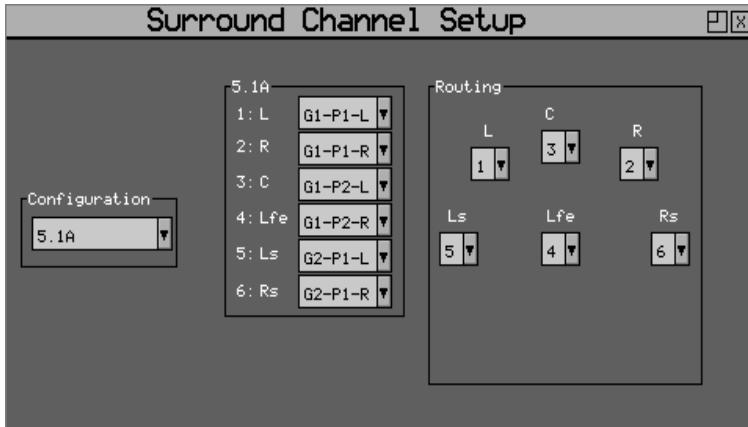 Surround Channel Setup
Configuration
5.1A
5.1A
1: L G1-P1-L
2: R G1-P1-R
3: C G1-P2-L
4: Lfe G1-P2-R
5: Ls G2-P1-L
6: Rs G2-P1-R
Routing
L C R
1 3 2
Ls Lfe Rs
5 4 6